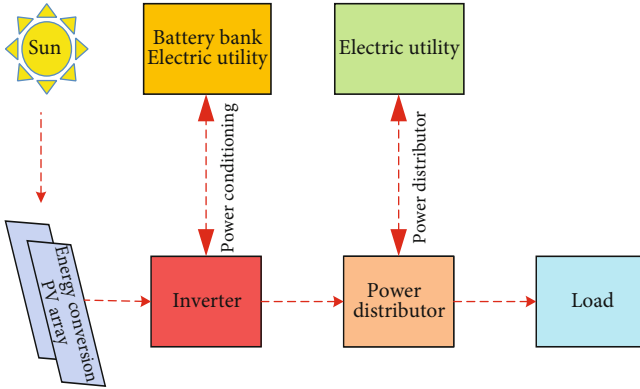 Sun
Battery bank
Electric utility
Electric utility
Power conditioning
Power distributor
Energy conversion
PV array
Inverter
Power
distributor
Load